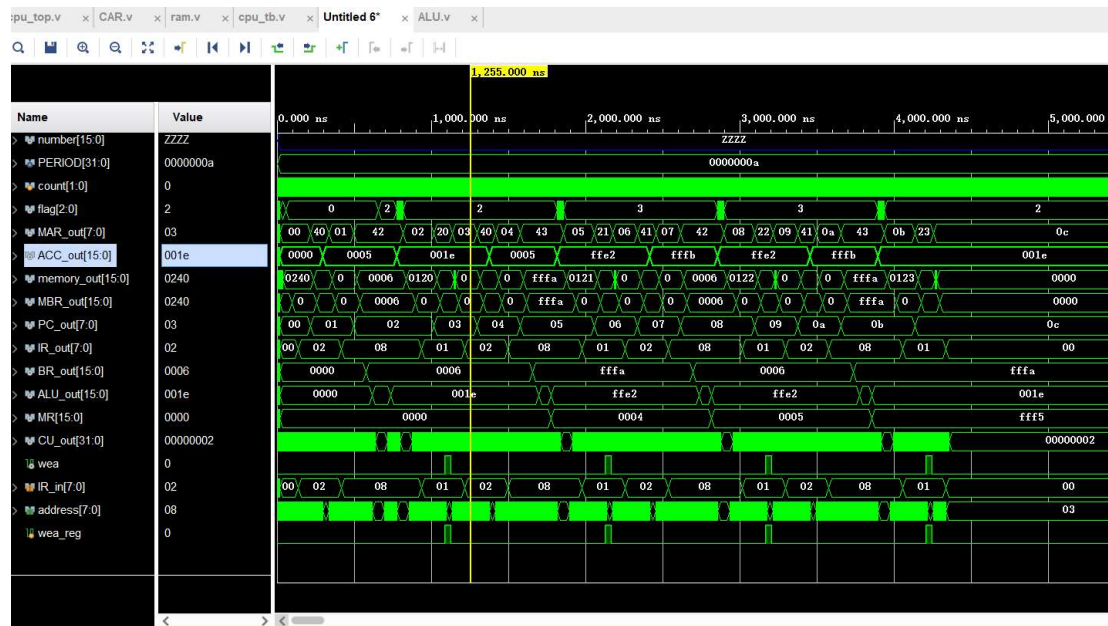 cpu_top.v × CAR.v × ram.v × cpu_tb.v × Untitled 6* × ALU.v ×
1,255.000 ns
Name Value 0.000 ns 1,000.000 ns 2,000.000 ns 3,000.000 ns 4,000.000 ns 5,000.000
number[15:0] ZZZZ ZZZZ
PERIOD[31:0] 0000000a 0000000a
count[1:0] 0
flag[2:0] 2 0 2 2 3 3 2
MAR_out[7:0] 03 00 40 01 42 02 20 03 40 04 43 05 21 06 41 07 42 08 22 09 41 0a 43 0b 23 0c
ACC_out[15:0] 001e 0000 0005 001e 0005 ffe2 fffb ffe2 fffb 001e
memory_out[15:0] 0240 0240 0 0006 0120 0 0 fffa 0121 0 0 0006 0122 0 0 fffa 0123 0000
MBR_out[15:0] 0240 0 0 0006 0 0 0 fffa 0 0 0 0006 0 0 0 fffa 0 0000
PC_out[7:0] 03 00 01 02 03 04 05 06 07 08 09 0a 0b 0c
IR_out[7:0] 02 00 02 08 01 02 08 01 02 08 01 02 08 01 00
BR_out[15:0] 0006 0000 0006 fffa 0006 fffa
ALU_out[15:0] 001e 0000 001e ffe2 ffe2 001e
MR[15:0] 0000 0000 0004 0005 fff5
CU_out[31:0] 00000002 00000002
wea 0
IR_in[7:0] 02 00 02 08 01 02 08 01 02 08 01 02 08 01 00
address[7:0] 08 03
wea_reg 0